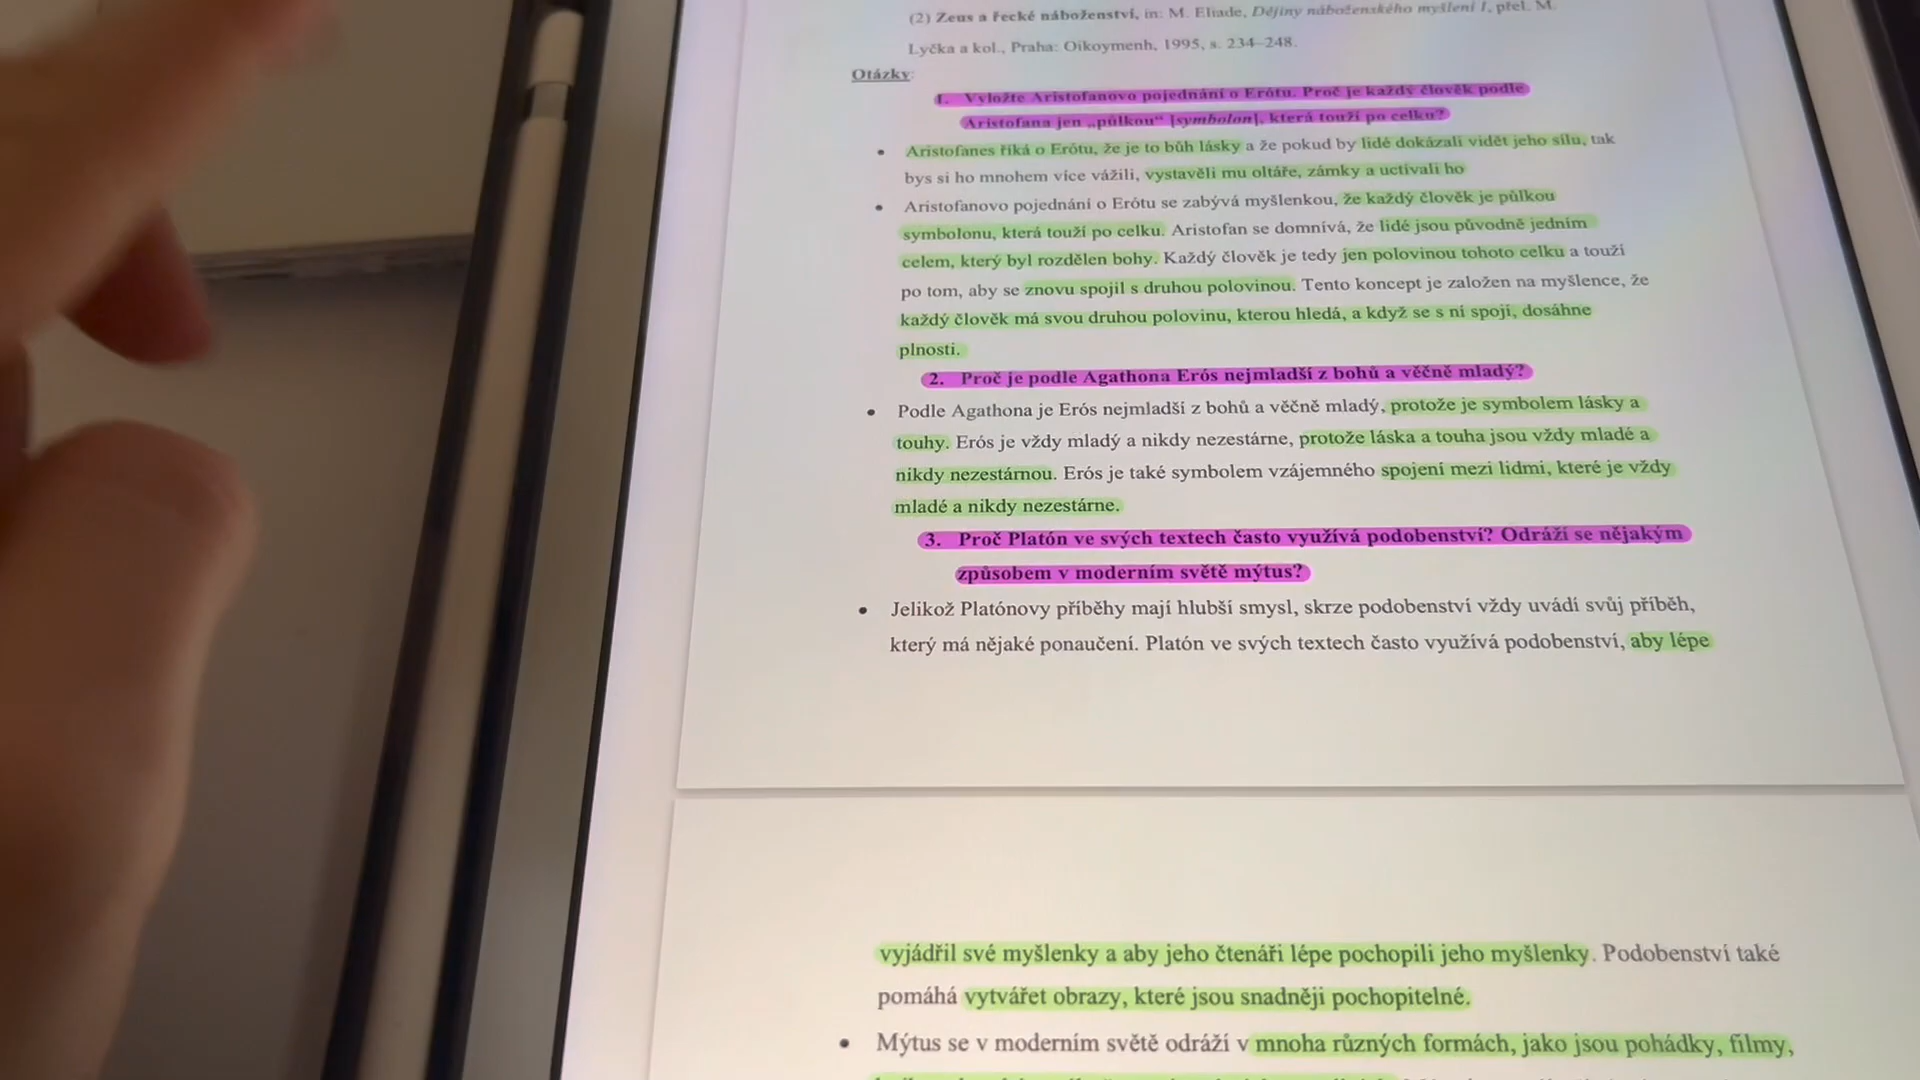 (2) Zeus a řecké náboženství, in: M. Eliade, Dějiny náboženského myšlení I, přel. M.
Lyčka a kol., Praha: Oikoymenh, 1995, s. 234–248.
Otázky:
1. Vyložte Aristofanovo pojednání o Erótu. Proč je každý člověk podle
Aristofana jen „půlkou“ [symbolon], která touží po celku?
• Aristofanes říká o Erótu, že je to bůh lásky a že pokud by lidé dokázali vidět jeho sílu, tak
bys si ho mnohem více vážili, vystavěli mu oltáře, zámky a uctívali ho
• Aristofanovo pojednání o Erótu se zabývá myšlenkou, že každý člověk je půlkou
symbolonu, která touží po celku. Aristofan se domnívá, že lidé jsou původně jedním
celem, který byl rozdělen bohy. Každý člověk je tedy jen polovinou tohoto celku a touží
po tom, aby se znovu spojil s druhou polovinou. Tento koncept je založen na myšlence, že
každý člověk má svou druhou polovinu, kterou hledá, a když se s ní spojí, dosáhne
plnosti.
2. Proč je podle Agathona Erós nejmladší z bohů a věčně mladý?
• Podle Agathona je Erós nejmladší z bohů a věčně mladý, protože je symbolem lásky a
touhy. Erós je vždy mladý a nikdy nezestárne, protože láska a touha jsou vždy mladé a
nikdy nezestárnou. Erós je také symbolem vzájemného spojení mezi lidmi, které je vždy
mladé a nikdy nezestárne.
3. Proč Platón ve svých textech často využívá podobenství? Odráží se nějakým
způsobem v moderním světě mýtus?
• Jelikož Platónovy příběhy mají hlubší smysl, skrze podobenství vždy uvádí svůj příběh,
který má nějaké ponaučení. Platón ve svých textech často využívá podobenství, aby lépe
vyjádřil své myšlenky a aby jeho čtenáři lépe pochopili jeho myšlenky. Podobenství také
pomáhá vytvářet obrazy, které jsou snadněji pochopitelné.
• Mýtus se v moderním světě odráží v mnoha různých formách, jako jsou pohádky, filmy,